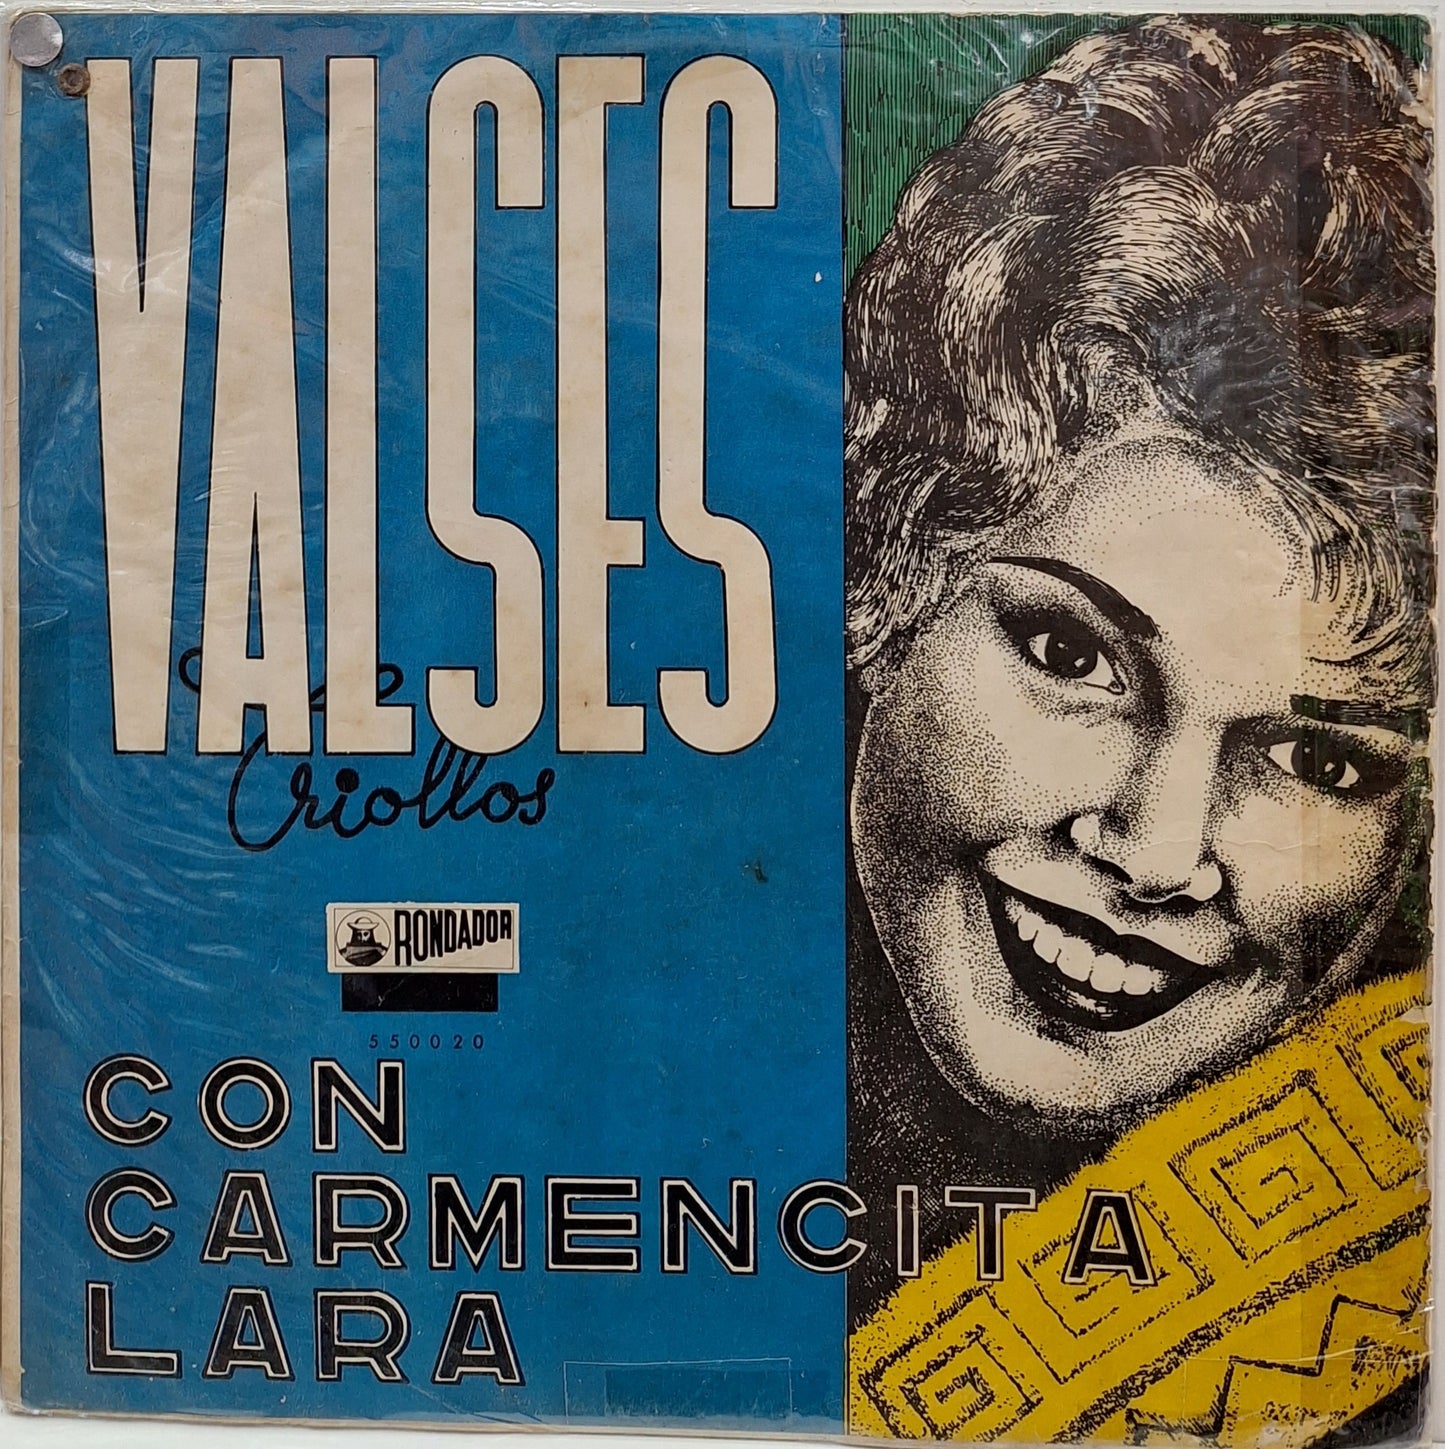 VALSES
Criollos
RONDADOR
550020
CON
CARMENCITA
LARA